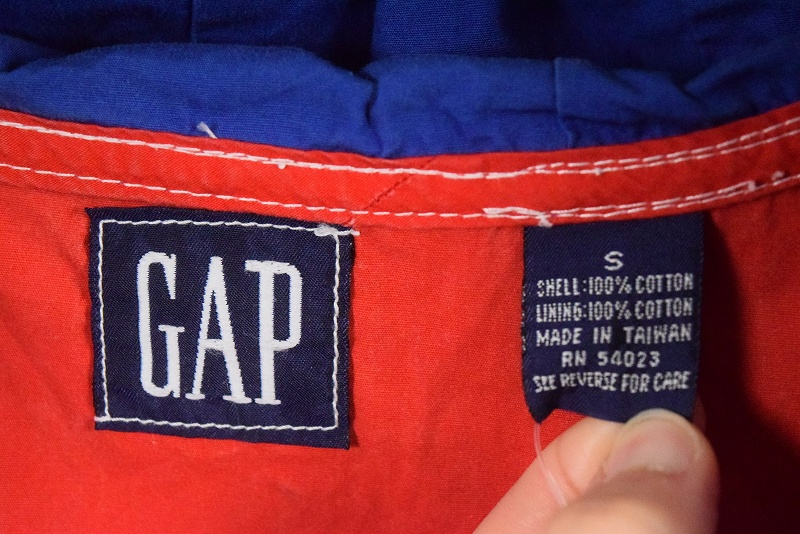 GAP
S
SHELL:100% COTTON
LINING:100% COTTON
MADE IN TAIWAN
RN 54023
SEE REVERSE FOR CARE